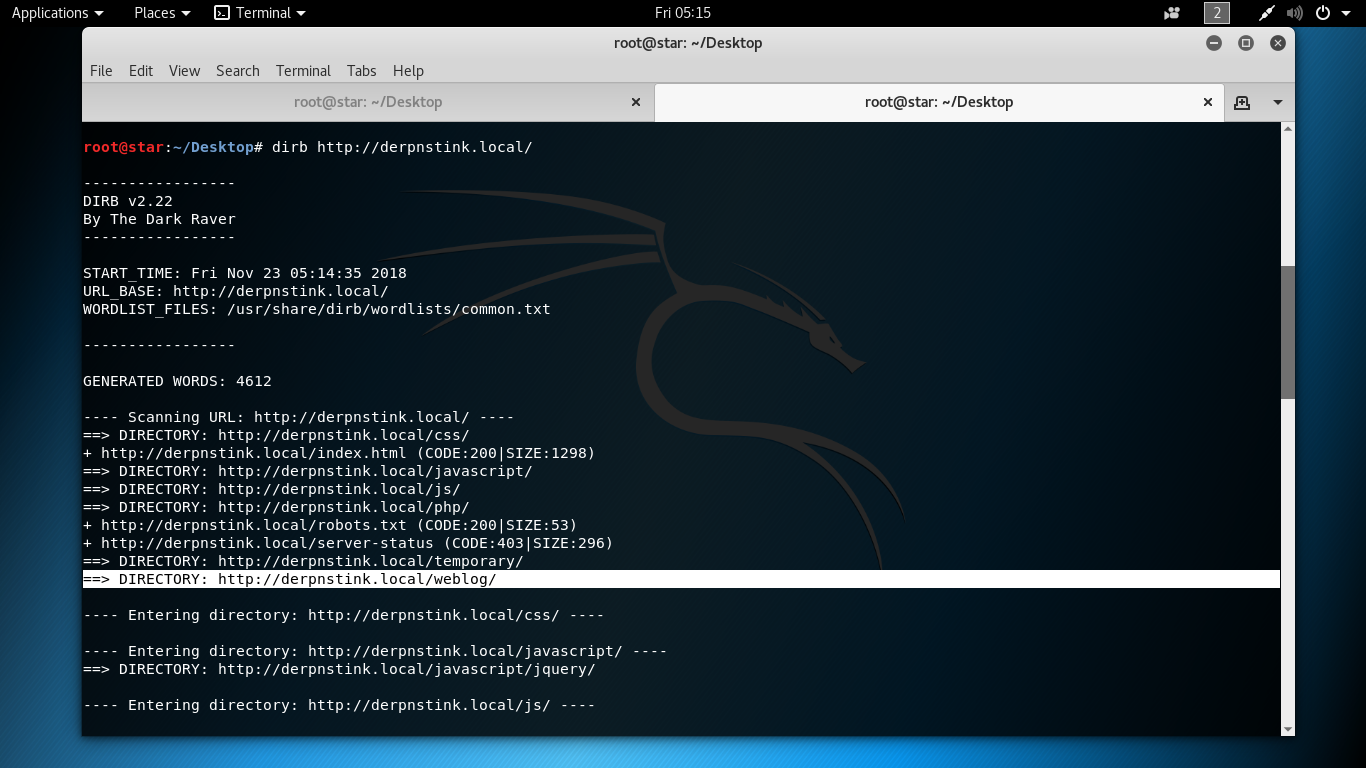 Applications Places Terminal Fri 05:15 2
root@star: ~/Desktop
File Edit View Search Terminal Tabs Help
root@star: ~/Desktop root@star: ~/Desktop
root@star:~/Desktop# dirb http://derpnstink.local/
-----------------
DIRB v2.22
By The Dark Raver
-----------------
START_TIME: Fri Nov 23 05:14:35 2018
URL_BASE: http://derpnstink.local/
WORDLIST_FILES: /usr/share/dirb/wordlists/common.txt
-----------------
GENERATED WORDS: 4612
---- Scanning URL: http://derpnstink.local/ ----
==> DIRECTORY: http://derpnstink.local/css/
+ http://derpnstink.local/index.html (CODE:200|SIZE:1298)
==> DIRECTORY: http://derpnstink.local/javascript/
==> DIRECTORY: http://derpnstink.local/js/
==> DIRECTORY: http://derpnstink.local/php/
+ http://derpnstink.local/robots.txt (CODE:200|SIZE:53)
+ http://derpnstink.local/server-status (CODE:403|SIZE:296)
==> DIRECTORY: http://derpnstink.local/temporary/
==> DIRECTORY: http://derpnstink.local/weblog/
---- Entering directory: http://derpnstink.local/css/ ----
---- Entering directory: http://derpnstink.local/javascript/ ----
==> DIRECTORY: http://derpnstink.local/javascript/jquery/
---- Entering directory: http://derpnstink.local/js/ ----